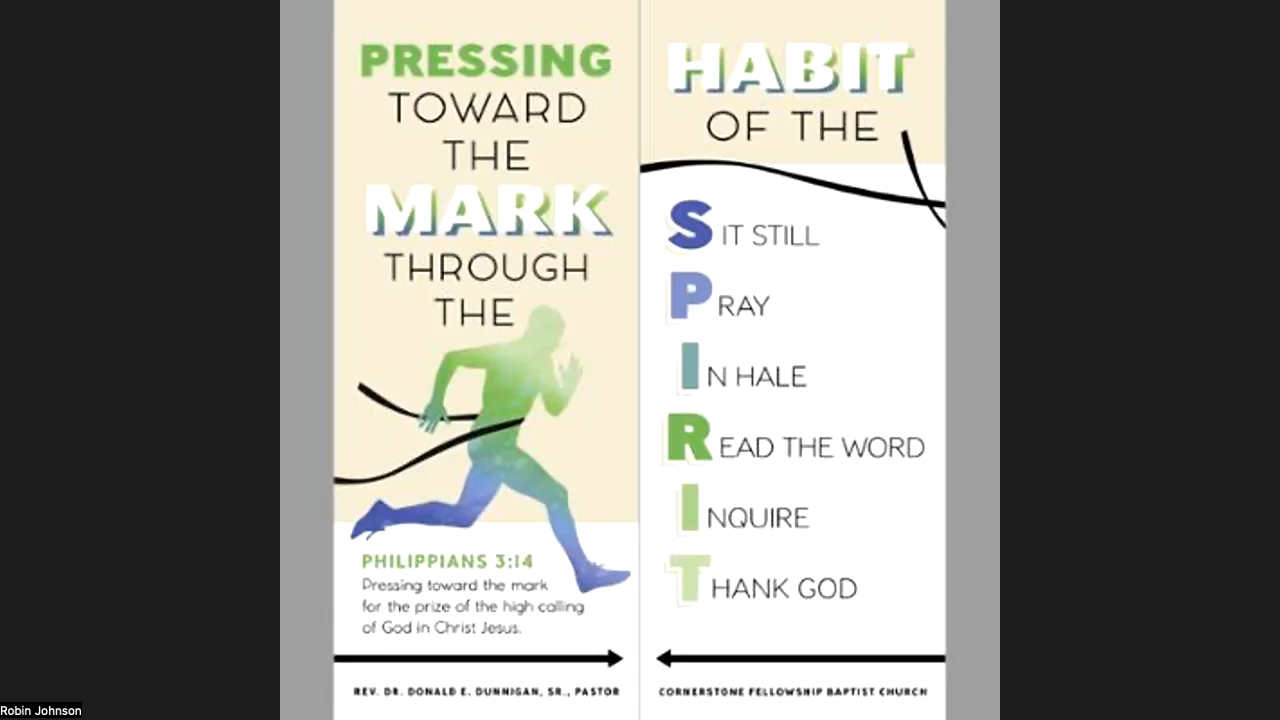 PRESSING
TOWARD
THE
MARK
THROUGH
THE
PHILIPPIANS 3:14
Pressing toward the mark
for the prize of the high calling
of God in Christ Jesus.
REV. DR. DONALD E. DUNNIGAN, SR., PASTOR
HABIT
OF THE
SIT STILL
PRAY
IN HALE
READ THE WORD
INQUIRE
THANK GOD
CORNERSTONE FELLOWSHIP BAPTIST CHURCH
Robin Johnson